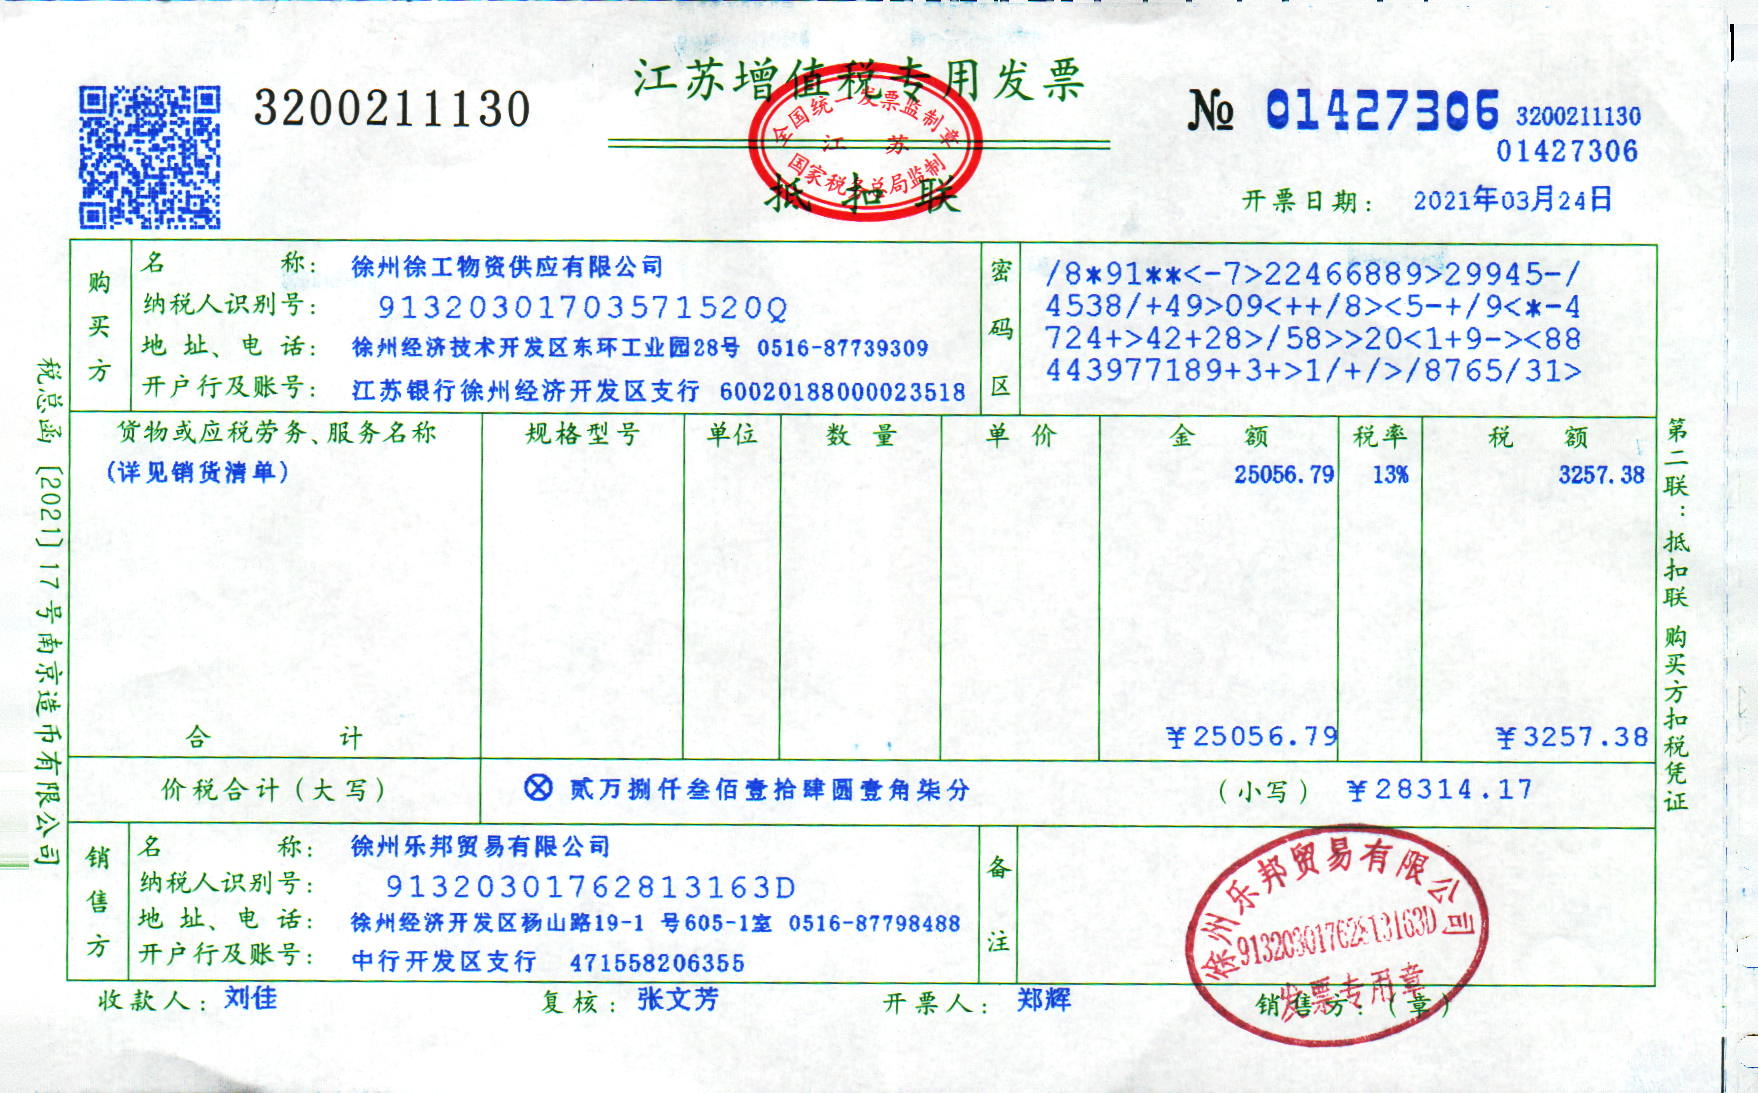 江苏增值税专用发票
3200211130
№ 01427306
3200211130
01427306
全国统一发票监制章
江 苏
国家税务总局监制
抵扣联
开票日期: 2021年03月24日
购买方
名 称: 徐州徐工物资供应有限公司
纳税人识别号: 91320301703571520Q
地 址、电 话: 徐州经济技术开发区东环工业园28号 0516-87739309
开户行及账号: 江苏银行徐州经济开发区支行 60020188000023518
密码区
/8*91**<-7>22466889>29945-/
4538/+49>09<++/8><5-+/9<*-4
724+>42+28>/58>>20<1+9-><88
443977189+3+>1/+/>/8765/31>
货物或应税劳务、服务名称 规格型号 单位 数 量 单 价 金 额 税率 税 额
(详见销货清单) 25056.79 13% 3257.38
合 计 ¥25056.79 ¥3257.38
价税合计(大写) ⊗ 贰万捌仟叁佰壹拾肆圆壹角柒分 (小写) ¥28314.17
销售方
名 称: 徐州乐邦贸易有限公司
纳税人识别号: 91320301762813163D
地 址、电 话: 徐州经济开发区杨山路19-1 号605-1室 0516-87798488
开户行及账号: 中行开发区支行 471558206355
备注
徐州乐邦贸易有限公司
91320301762813163D
发票专用章
收款人: 刘佳 复核: 张文芳 开票人: 郑辉 销售方:(章)
税总函〔2021〕17号南京造币有限公司
第二联:抵扣联 购买方扣税凭证